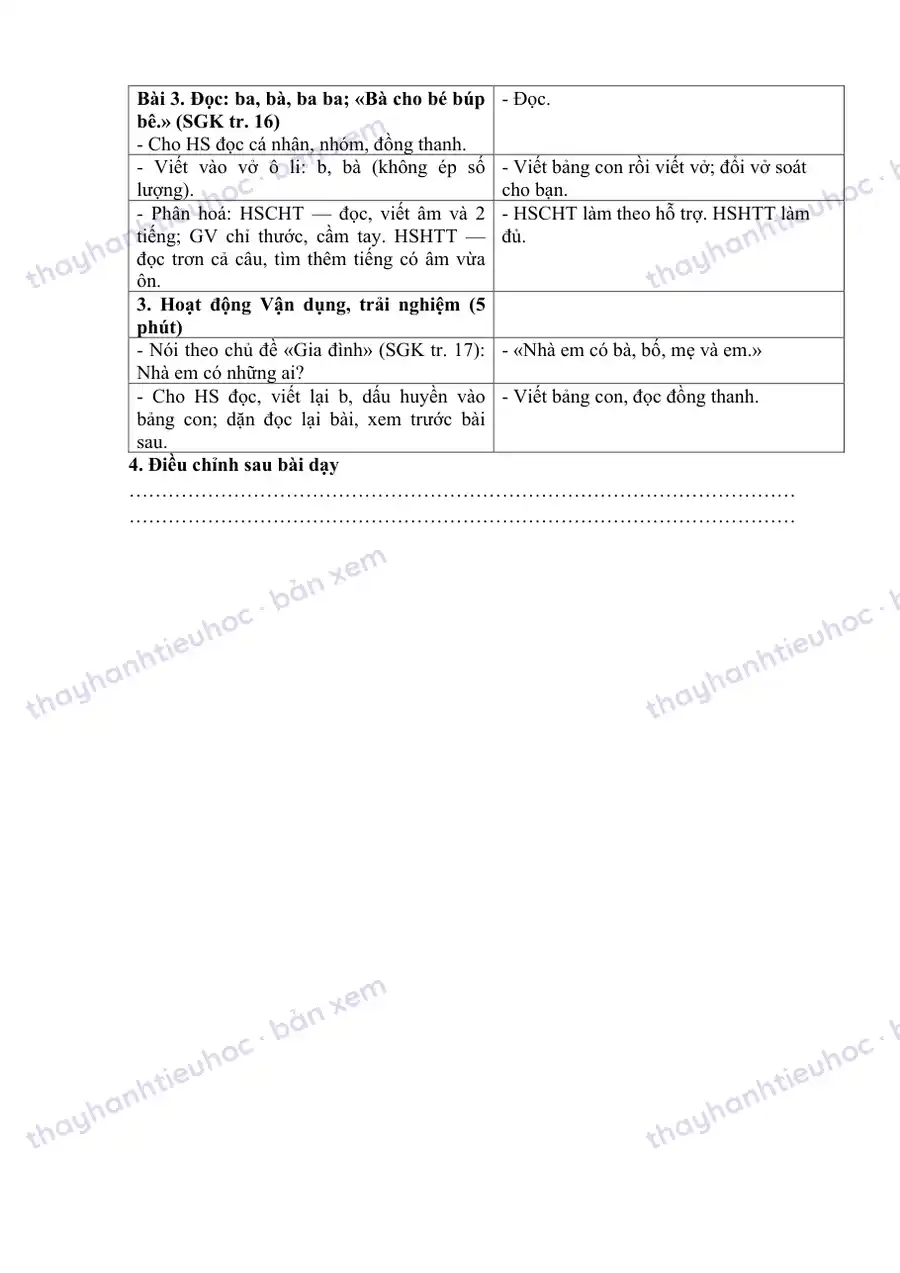 Bài 3. Đọc: ba, bà, ba ba; «Bà cho bé búp
bê.» (SGK tr. 16)
- Cho HS đọc cá nhân, nhóm, đồng thanh.
- Đọc.
- Viết vào vở ô li: b, bà (không ép số
lượng).
- Viết bảng con rồi viết vở; đổi vở soát
cho bạn.
- Phân hoá: HSCHT — đọc, viết âm và 2
tiếng; GV chỉ thước, cầm tay. HSHTT —
đọc trơn cả câu, tìm thêm tiếng có âm vừa
ôn.
- HSCHT làm theo hỗ trợ. HSHTT làm
đủ.
3. Hoạt động Vận dụng, trải nghiệm (5
phút)
- Nói theo chủ đề «Gia đình» (SGK tr. 17):
Nhà em có những ai?
- «Nhà em có bà, bố, mẹ và em.»
- Cho HS đọc, viết lại b, dấu huyền vào
bảng con; dặn đọc lại bài, xem trước bài
sau.
- Viết bảng con, đọc đồng thanh.
4. Điều chỉnh sau bài dạy
…………………………………………………………………………………………
…………………………………………………………………………………………
thayhanhtieuhoc · bản xem
thayhanhtieuhoc · b
thayhanhtieuhoc · bản xem
thayhanhtieuhoc · b
thayhanhtieuhoc · bản xem
thayhanhtieuhoc · b